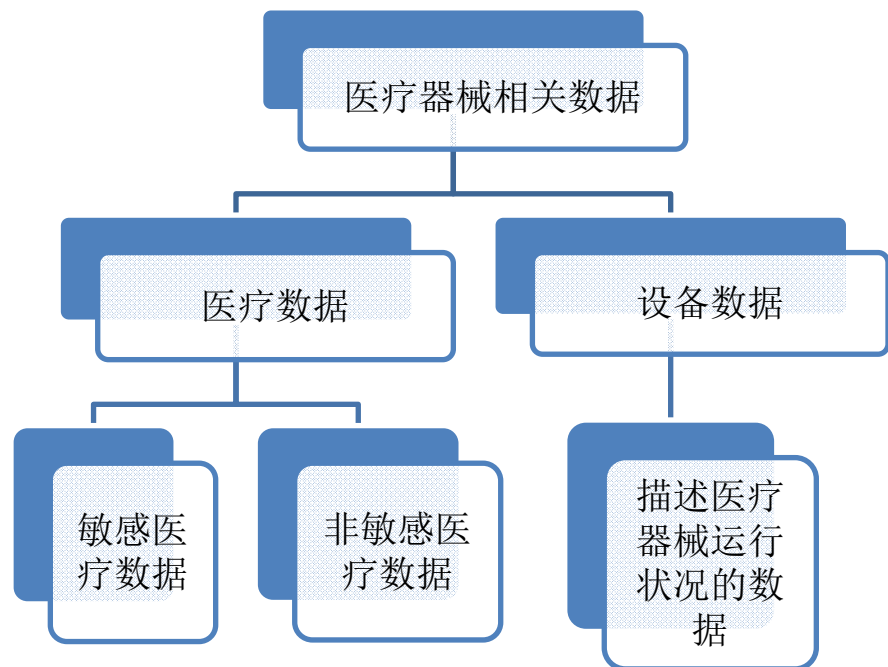 医疗器械相关数据
医疗数据
设备数据
敏感医
疗数据
非敏感医
疗数据
描述医疗
器械运行
状况的数
据